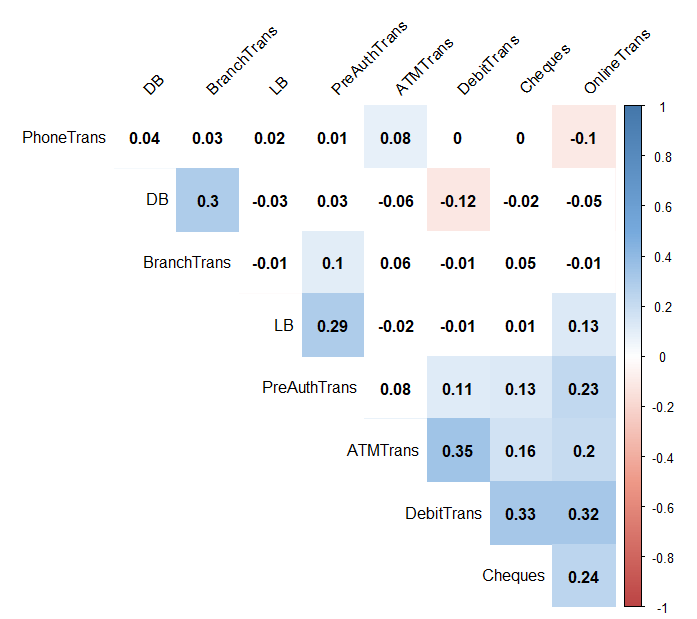 DB BranchTrans LB PreAuthTrans ATMTrans DebitTrans Cheques OnlineTrans
PhoneTrans 0.04 0.03 0.02 0.01 0.08 0 0 -0.1
DB 0.3 -0.03 0.03 -0.06 -0.12 -0.02 -0.05
BranchTrans -0.01 0.1 0.06 -0.01 0.05 -0.01
LB 0.29 -0.02 -0.01 0.01 0.13
PreAuthTrans 0.08 0.11 0.13 0.23
ATMTrans 0.35 0.16 0.2
DebitTrans 0.33 0.32
Cheques 0.24
1
0.8
0.6
0.4
0.2
0
-0.2
-0.4
-0.6
-0.8
-1